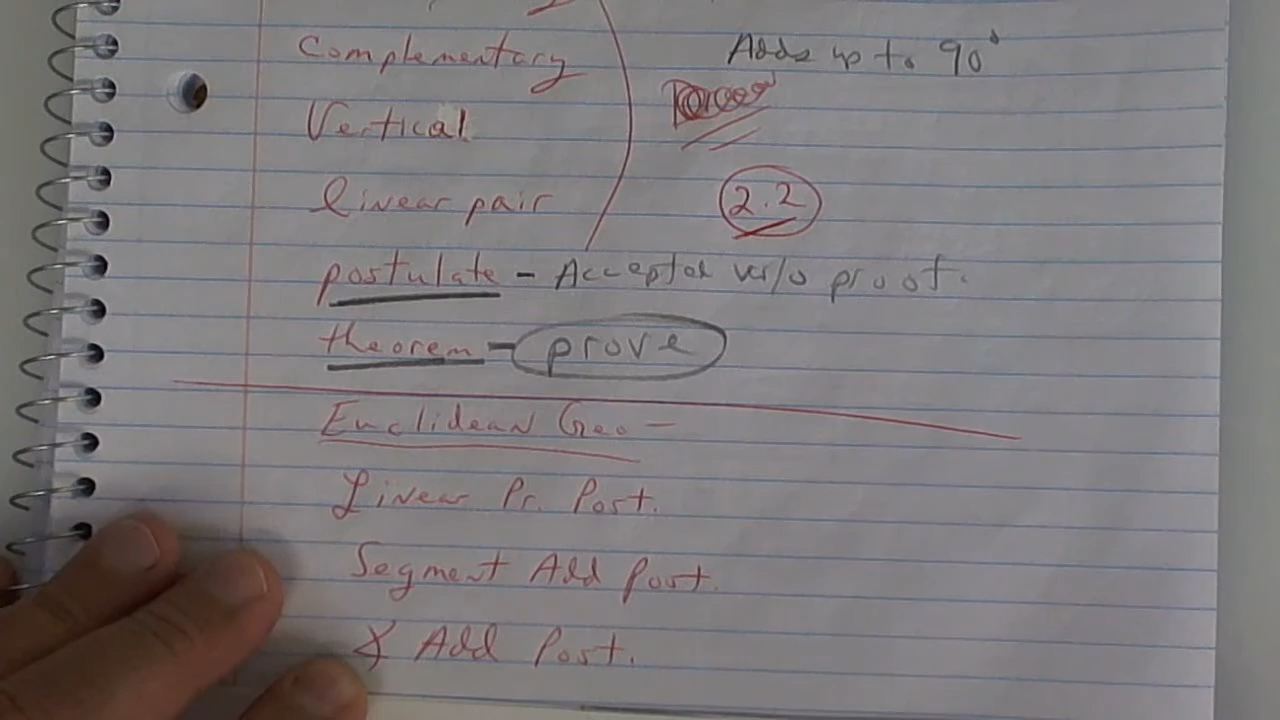 Complementary
Adds up to 90°
Vertical
linear pair
2.2
postulate - Accepted w/o proof.
theorem - prove
Euclidean Geo -
Linear Pr. Post.
Segment Add Post.
∡ Add Post.